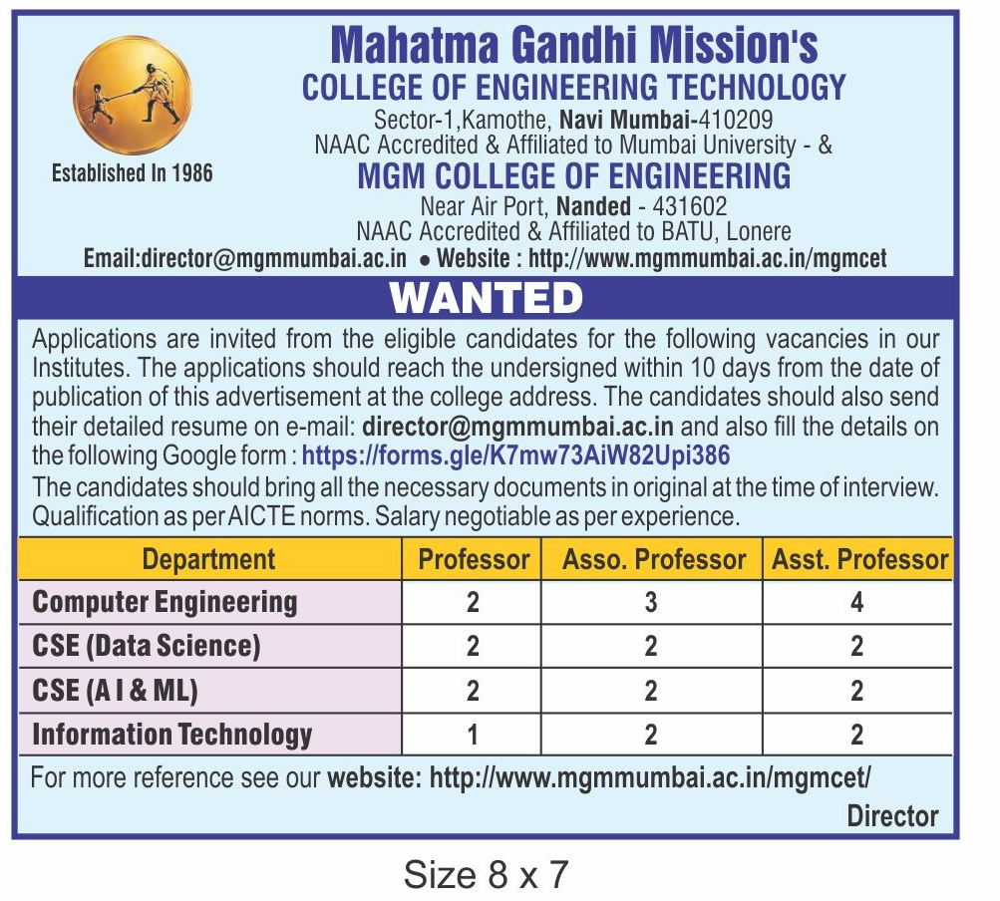 Mahatma Gandhi Mission's
COLLEGE OF ENGINEERING TECHNOLOGY
Sector-1,Kamothe, Navi Mumbai-410209
NAAC Accredited & Affiliated to Mumbai University - &
Established In 1986
MGM COLLEGE OF ENGINEERING
Near Air Port, Nanded - 431602
NAAC Accredited & Affiliated to BATU, Lonere
Email:director@mgmmumbai.ac.in ● Website : http://www.mgmmumbai.ac.in/mgmcet
WANTED
Applications are invited from the eligible candidates for the following vacancies in our
Institutes. The applications should reach the undersigned within 10 days from the date of
publication of this advertisement at the college address. The candidates should also send
their detailed resume on e-mail: director@mgmmumbai.ac.in and also fill the details on
the following Google form : https://forms.gle/K7mw73AiW82Upi386
The candidates should bring all the necessary documents in original at the time of interview.
Qualification as per AICTE norms. Salary negotiable as per experience.
Department Professor Asso. Professor Asst. Professor
Computer Engineering 2 3 4
CSE (Data Science) 2 2 2
CSE (A I & ML) 2 2 2
Information Technology 1 2 2
For more reference see our website: http://www.mgmmumbai.ac.in/mgmcet/
Director
Size 8 x 7